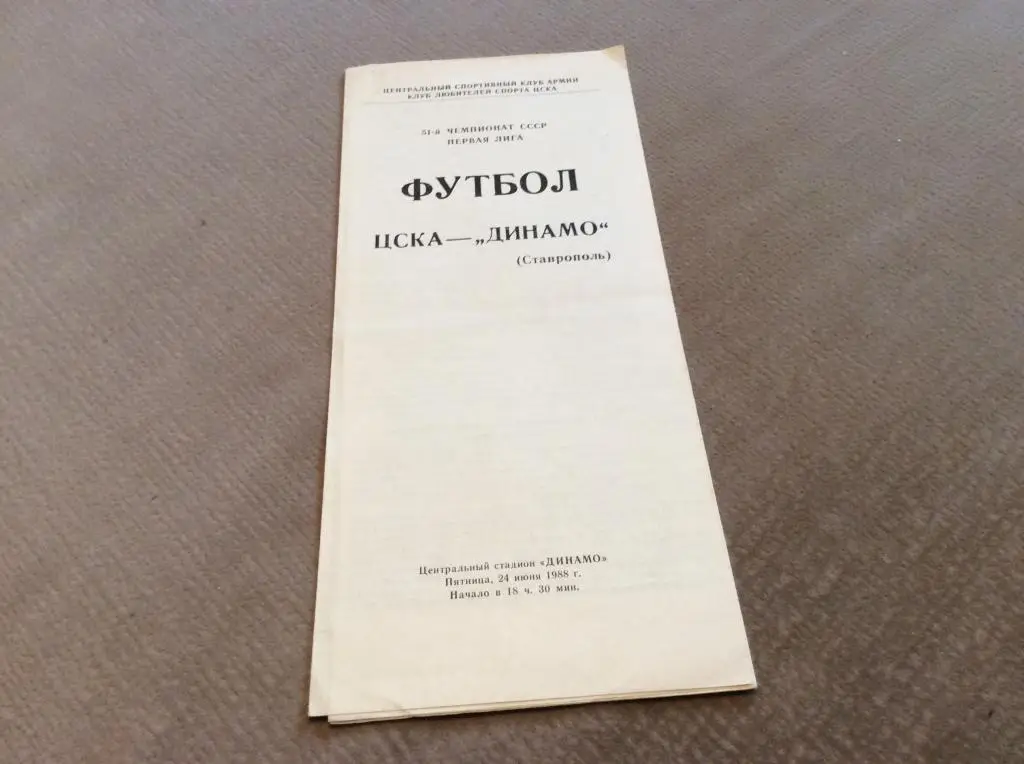 ЦЕНТРАЛЬНЫЙ СПОРТИВНЫЙ КЛУБ АРМИИ
КЛУБ ЛЮБИТЕЛЕЙ СПОРТА ЦСКА
51-й ЧЕМПИОНАТ СССР
ПЕРВАЯ ЛИГА
ФУТБОЛ
ЦСКА—„ДИНАМО“
(Ставрополь)
Центральный стадион «ДИНАМО»
Пятница, 24 июня 1988 г.
Начало в 18 ч. 30 мин.